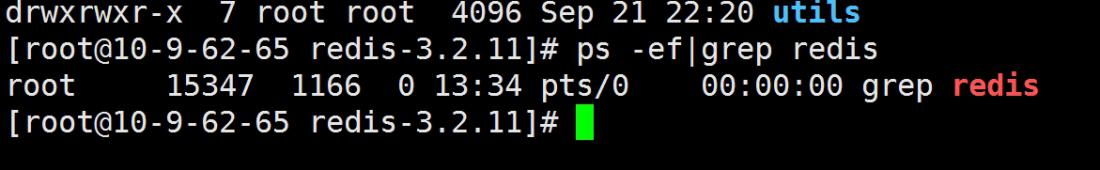 drwxrwxr-x  7 root root  4096 Sep 21 22:20 utils
[root@10-9-62-65 redis-3.2.11]# ps -ef|grep redis
root     15347  1166  0 13:34 pts/0    00:00:00 grep redis
[root@10-9-62-65 redis-3.2.11]#